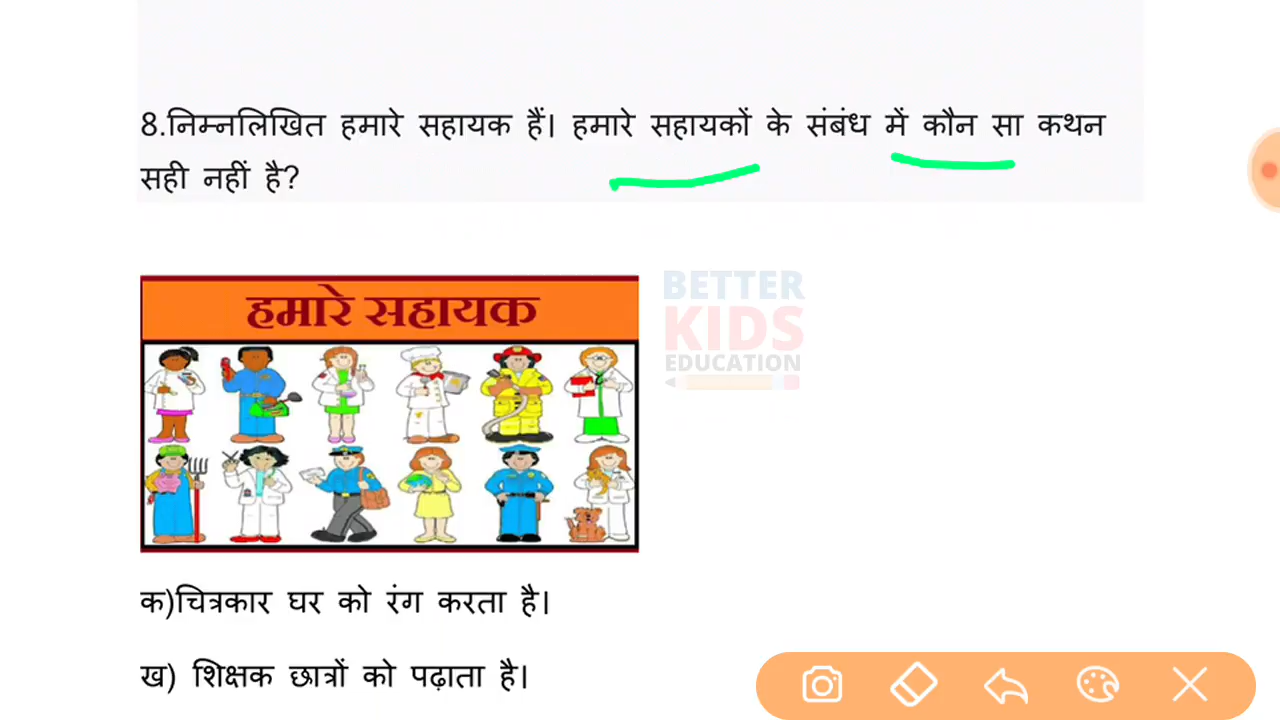 8.निम्नलिखित हमारे सहायक हैं। हमारे सहायकों के संबंध में कौन सा कथन
सही नहीं है?
हमारे सहायक
BETTER
KIDS
EDUCATION
क)चित्रकार घर को रंग करता है।
ख) शिक्षक छात्रों को पढ़ाता है।